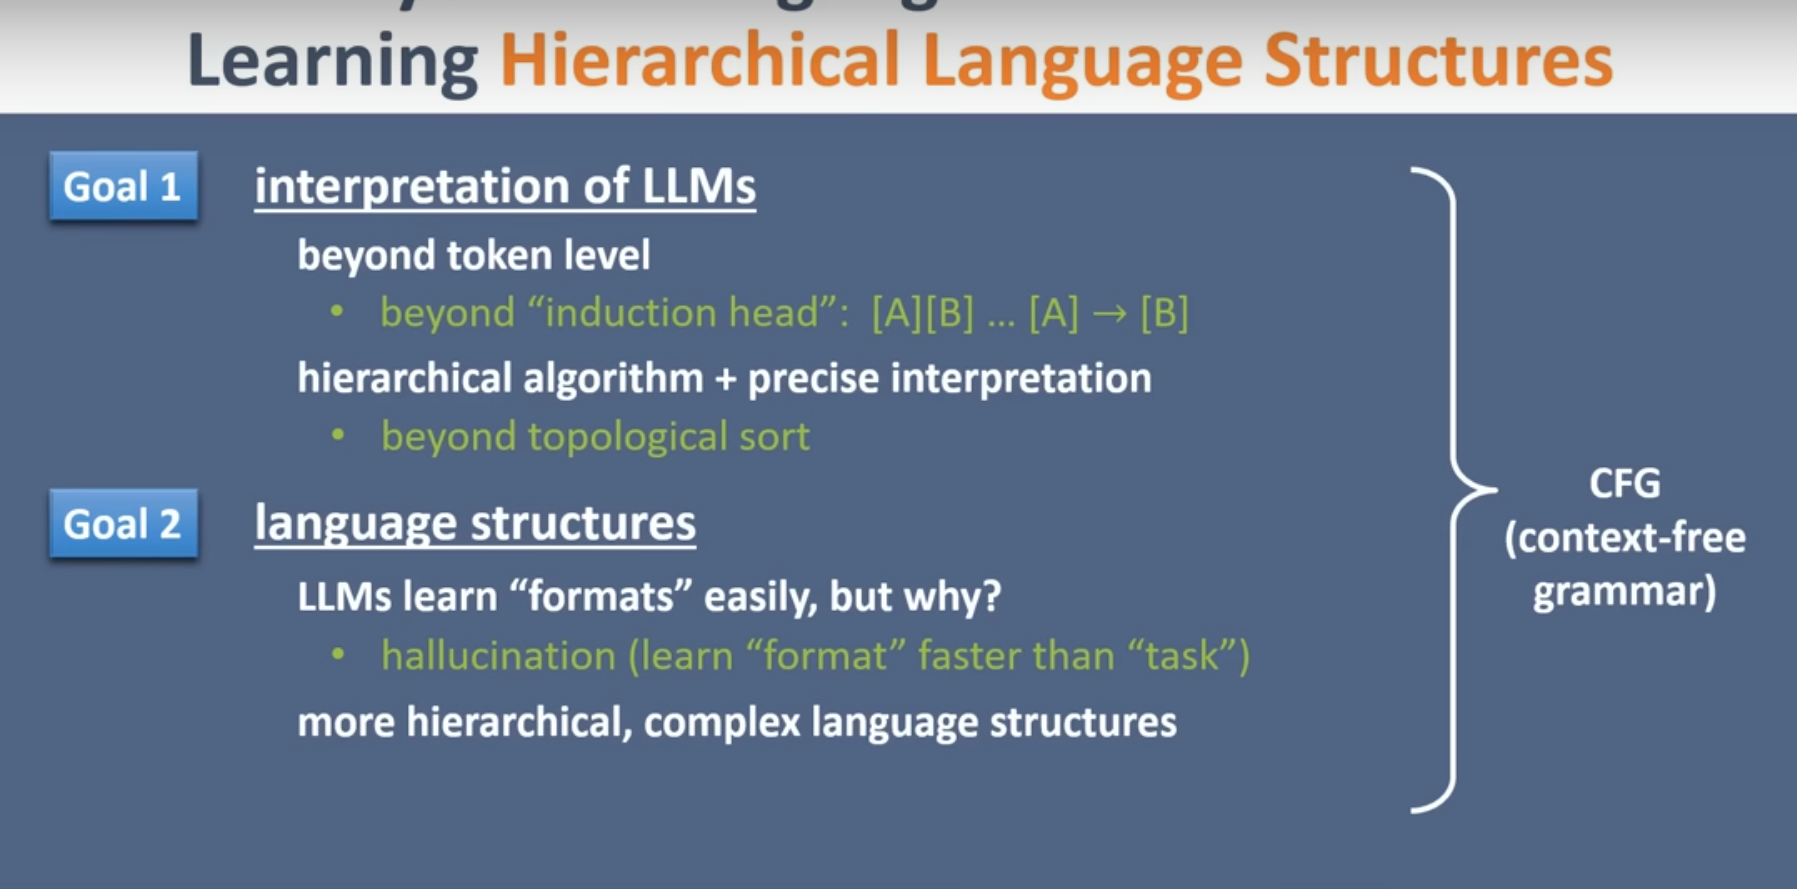 Learning Hierarchical Language Structures
Goal 1
interpretation of LLMs
beyond token level
• beyond “induction head”: [A][B] ... [A] → [B]
hierarchical algorithm + precise interpretation
• beyond topological sort
Goal 2
language structures
LLMs learn “formats” easily, but why?
• hallucination (learn “format” faster than “task”)
more hierarchical, complex language structures
CFG
(context-free
grammar)